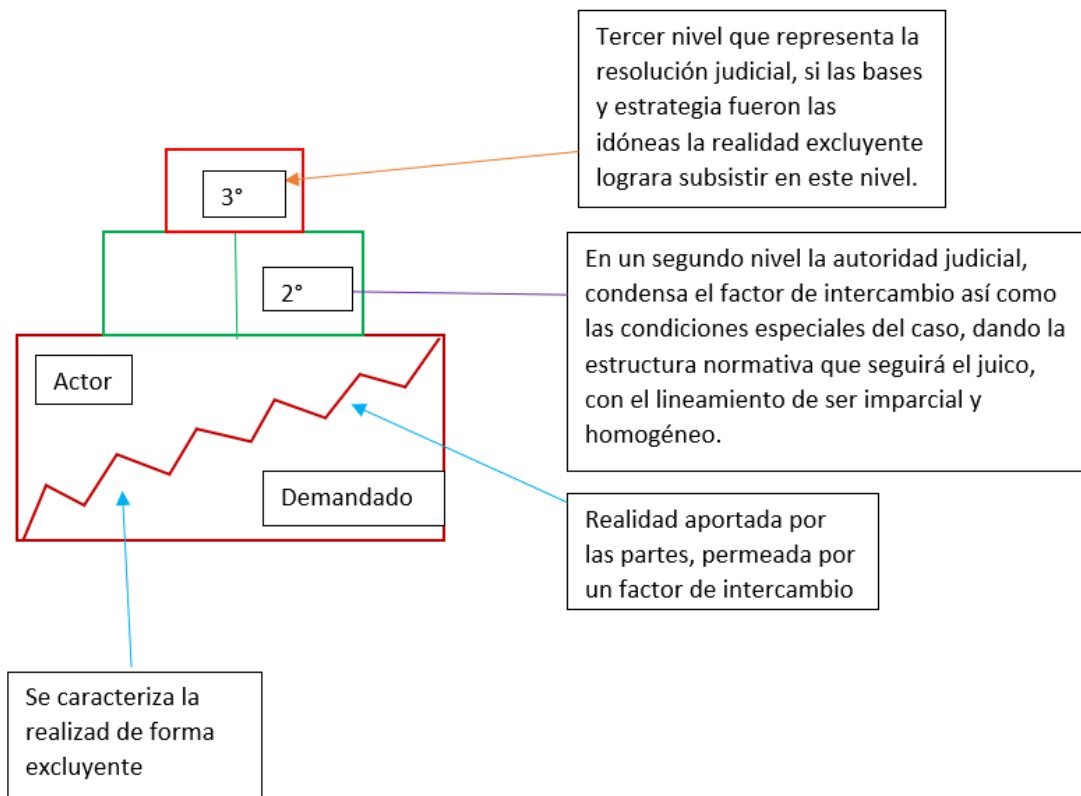 Tercer nivel que representa la
resolución judicial, si las bases
y estrategia fueron las
idóneas la realidad excluyente
lograra subsistir en este nivel.
3°
En un segundo nivel la autoridad judicial,
condensa el factor de intercambio así como
las condiciones especiales del caso, dando la
estructura normativa que seguirá el juico,
con el lineamiento de ser imparcial y
homogéneo.
2°
Actor
Demandado
Realidad aportada por
las partes, permeada por
un factor de intercambio
Se caracteriza la
realizad de forma
excluyente